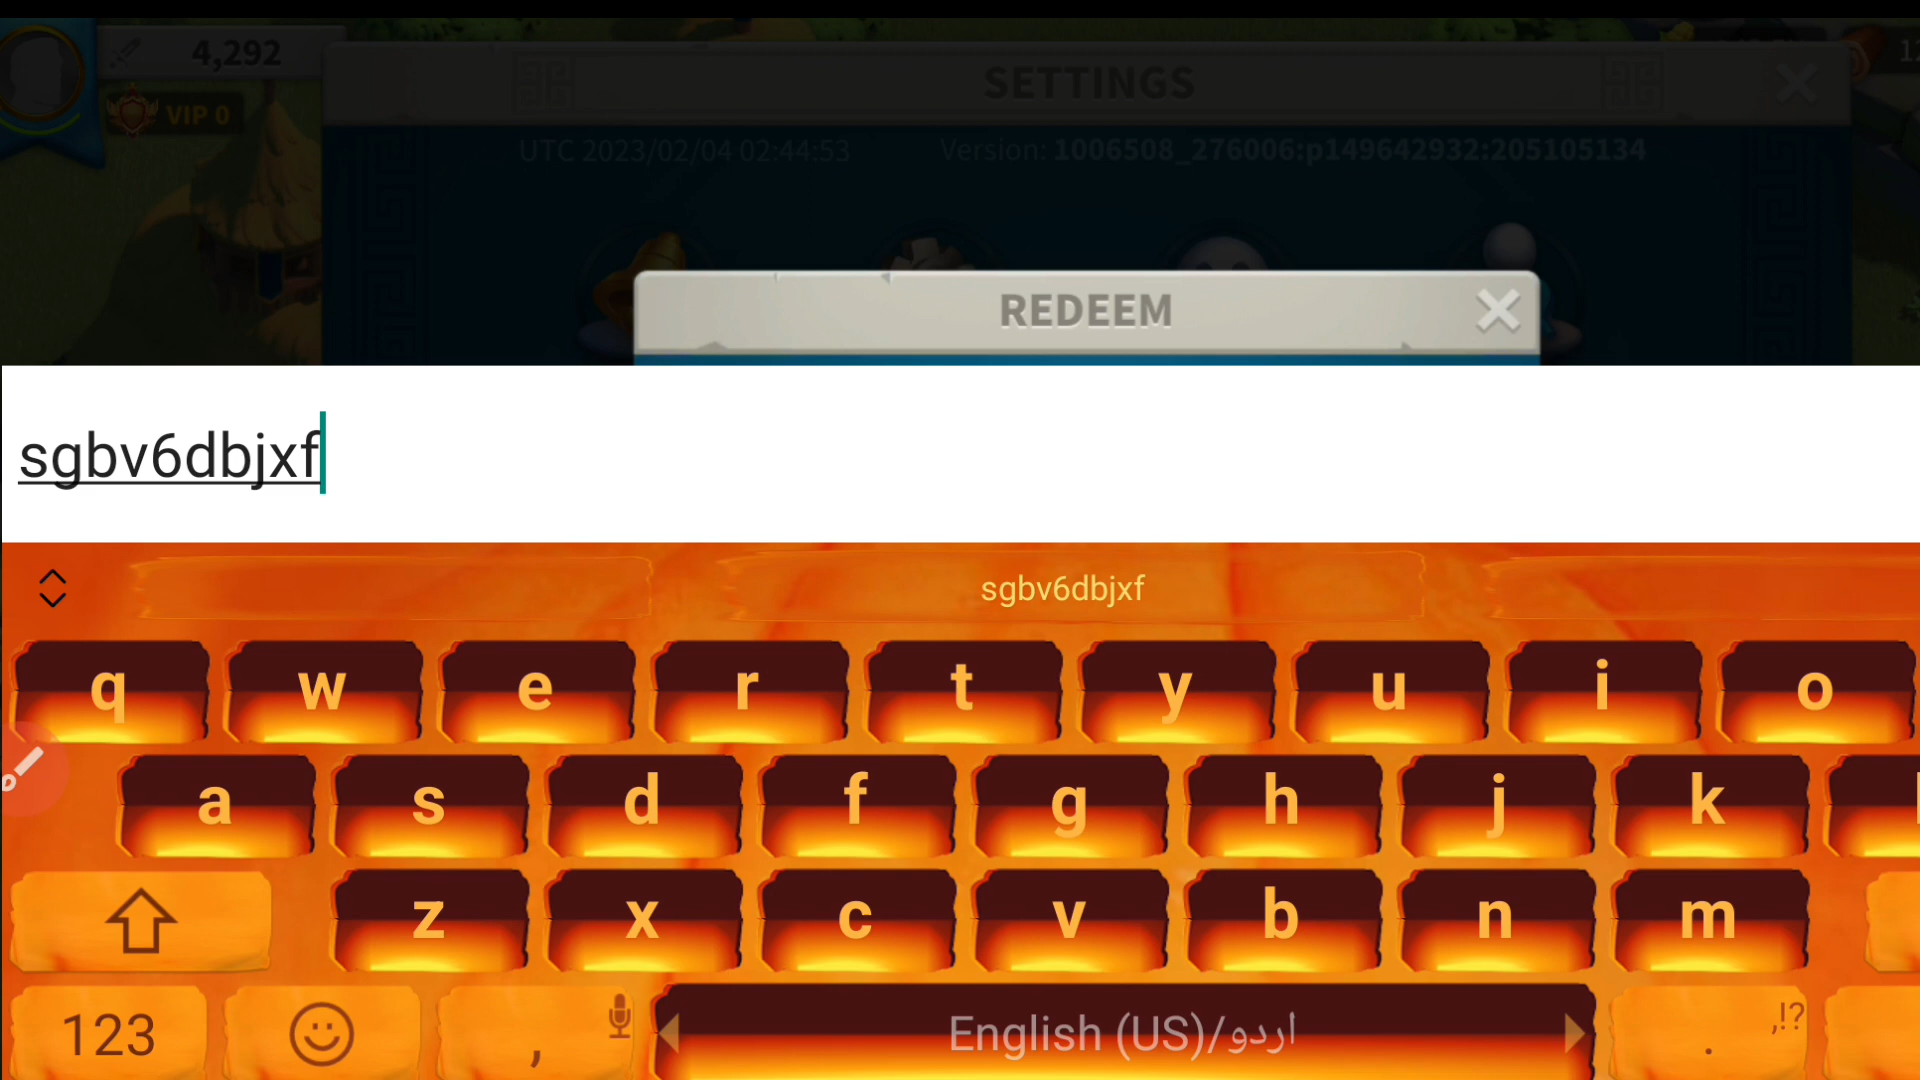 4,292
SETTINGS
VIP 0
UTC 2023/02/04 02:44:53
Version: 1006508_276006:p149642932:205105134
REDEEM
sgbv6dbjxf
sgbv6dbjxf
q w e r t y u i o
a s d f g h j k
z x c v b n m
123 , English (US)/اردو . ,!?